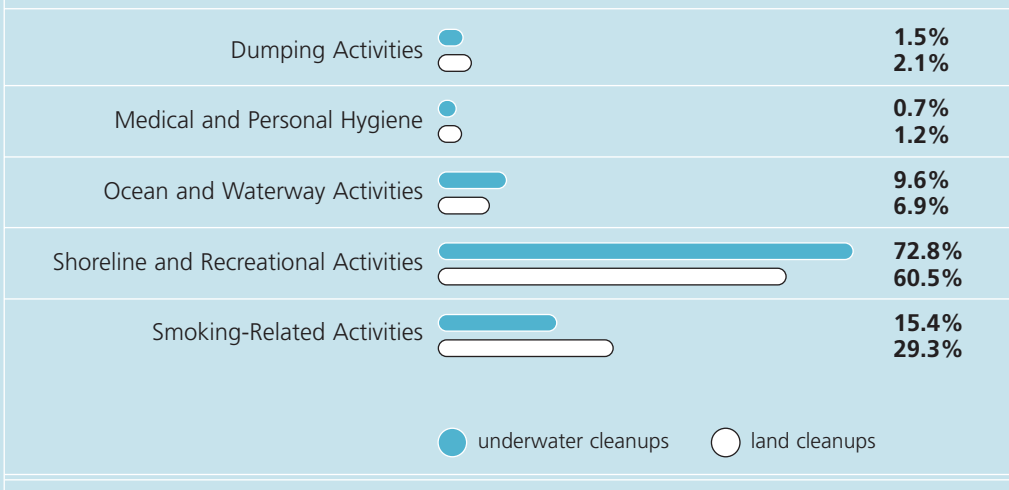 Dumping Activities
1.5%
2.1%
Medical and Personal Hygiene
0.7%
1.2%
Ocean and Waterway Activities
9.6%
6.9%
Shoreline and Recreational Activities
72.8%
60.5%
Smoking-Related Activities
15.4%
29.3%
underwater cleanups
land cleanups